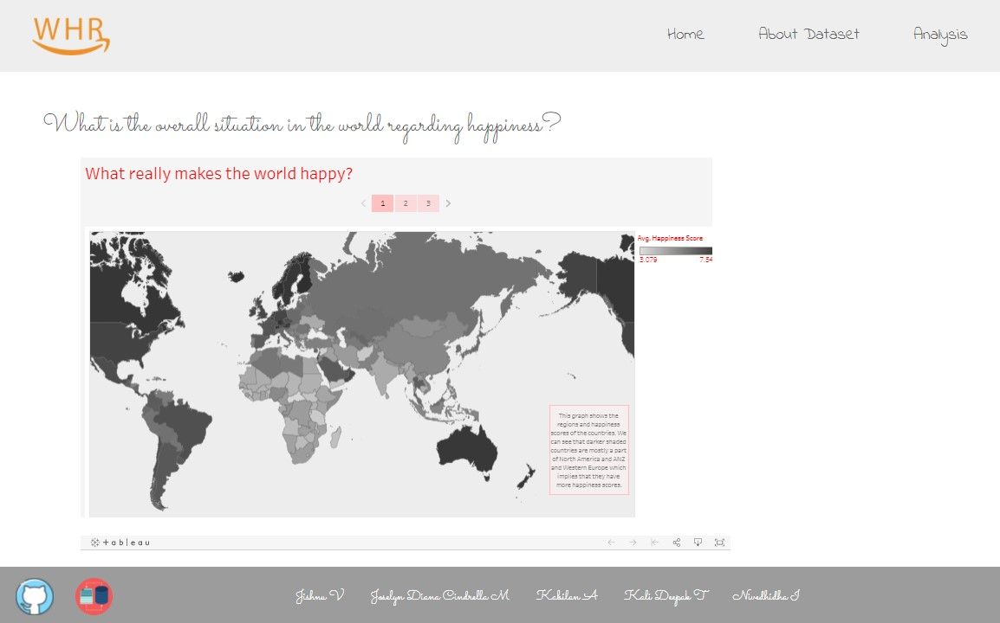 WHR
Home
About Dataset
Analysis
What is the overall situation in the world regarding happiness?
What really makes the world happy?
1
2
3
Avg. Happiness Score
3.079
7.54
This graph shows the
regions and happiness
scores of the countries. We
can see that darker shaded
countries are mostly a part
of North America and ANZ
and Western Europe which
implies that they have
more happiness scores.
+ableau
Jishnu V
Joselyn Diana Cindrella M
Kabilan A
Kali Deepak T
Nivedhidha I